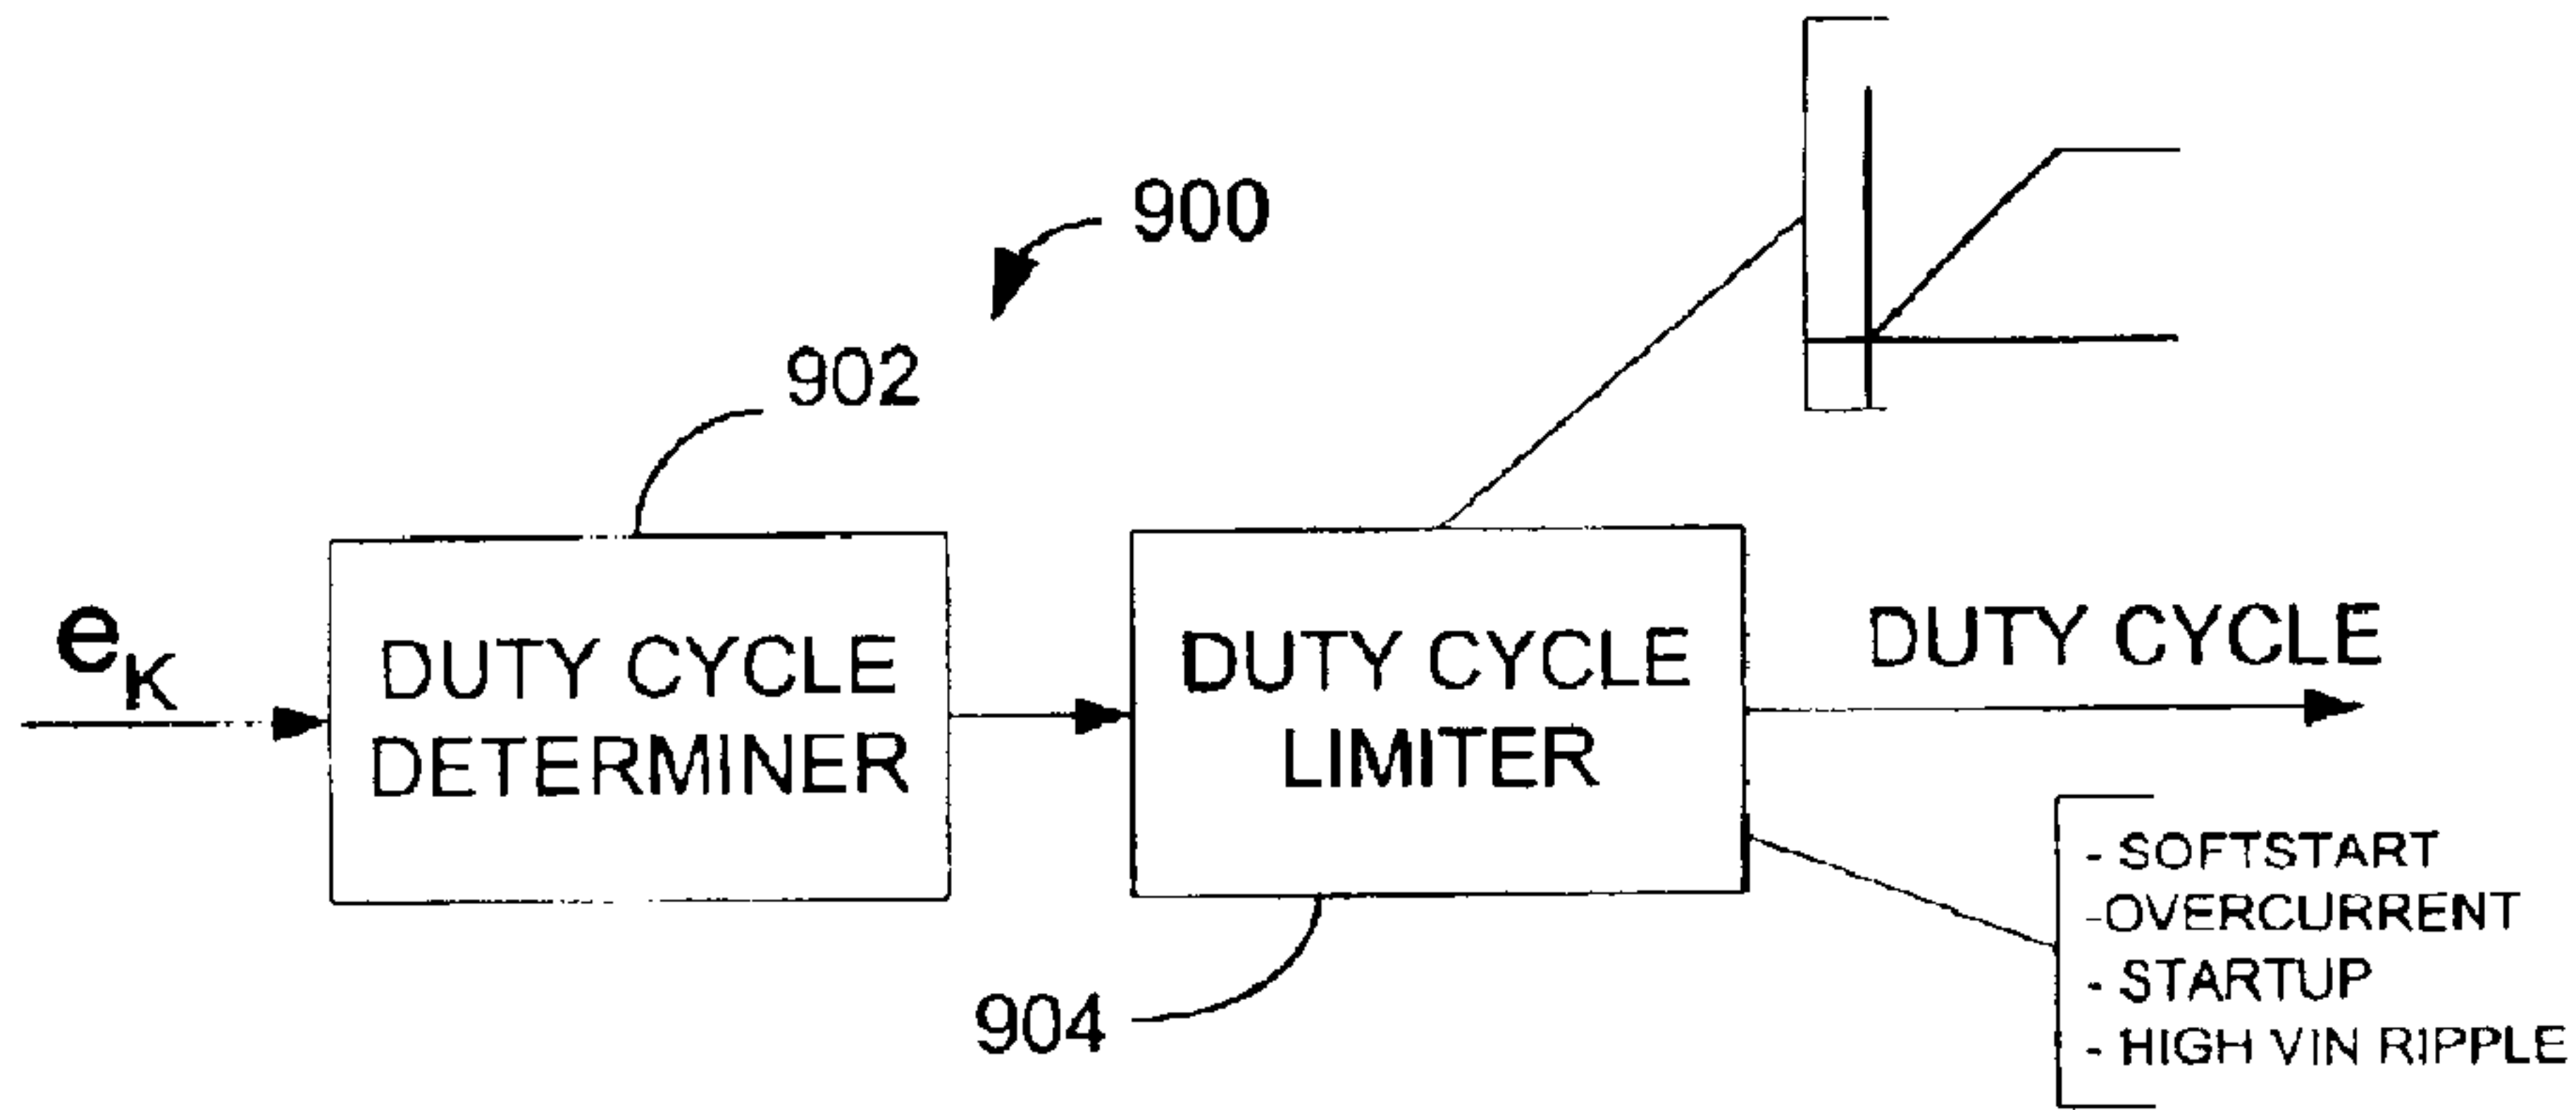 900
902
e_K
DUTY CYCLE
DETERMINER
DUTY CYCLE
LIMITER
DUTY CYCLE
904
- SOFTSTART
-OVERCURRENT
- STARTUP
- HIGH VIN RIPPLE